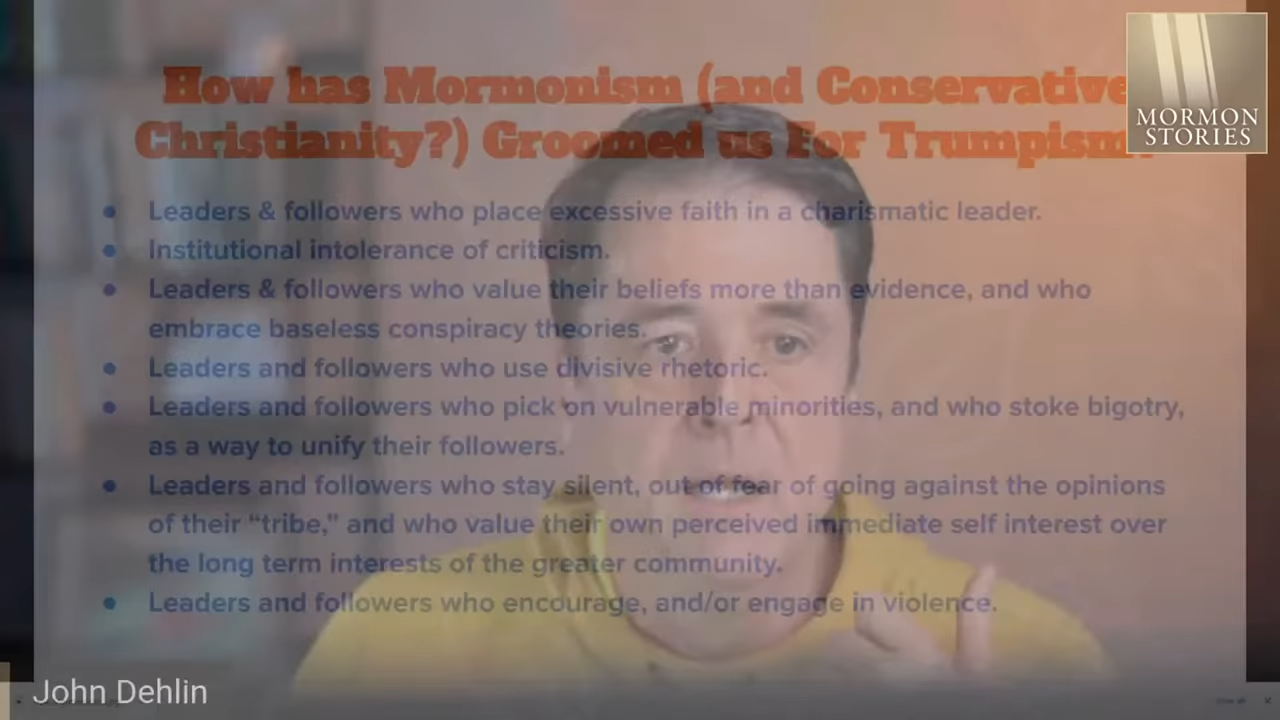 How has Mormonism (and Conservative
Christianity?) Groomed us For Trumpism?
MORMON
STORIES
• Leaders & followers who place excessive faith in a charismatic leader.
• Institutional intolerance of criticism.
• Leaders & followers who value their beliefs more than evidence, and who
embrace baseless conspiracy theories.
• Leaders and followers who use divisive rhetoric.
• Leaders and followers who pick on vulnerable minorities, and who stoke bigotry,
as a way to unify their followers.
• Leaders and followers who stay silent, out of fear of going against the opinions
of their “tribe,” and who value their own perceived immediate self interest over
the long term interests of the greater community.
• Leaders and followers who encourage, and/or engage in violence.
John Dehlin